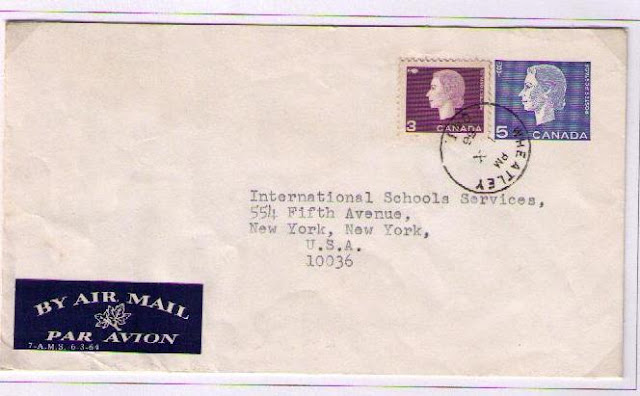 3
CANADA
5
CANADA
WHEATLEY
PM
International Schools Services,
554 Fifth Avenue,
New York, New York,
U.S.A.
10036
BY AIR MAIL
PAR AVION
7-A.M.S. 6-3-64